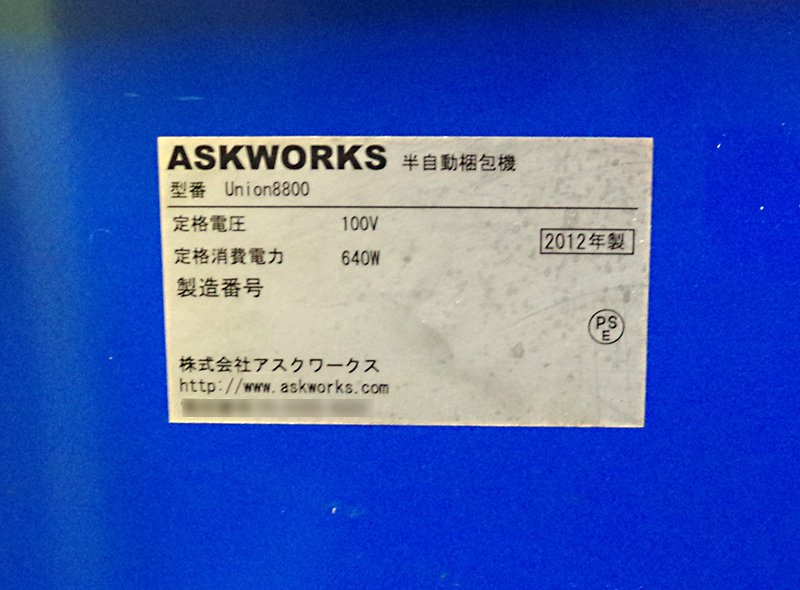 ASKWORKS 半自動梱包機
型番 Union8800
定格電圧 100V
定格消費電力 640W
2012年製
製造番号
PS
E
株式会社アスクワークス
http://www.askworks.com